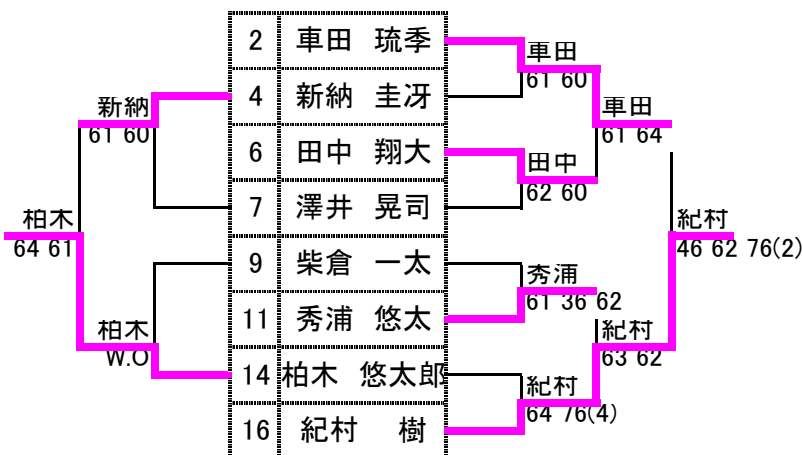 2 車田 琉季
4 新納 圭冴
6 田中 翔大
7 澤井 晃司
9 柴倉 一太
11 秀浦 悠太
14 柏木 悠太郎
16 紀村 樹
新納
61 60
柏木
64 61
柏木
W.O
車田
61 60
田中
62 60
秀浦
61 36 62
紀村
64 76(4)
車田
61 64
紀村
63 62
紀村
46 62 76(2)